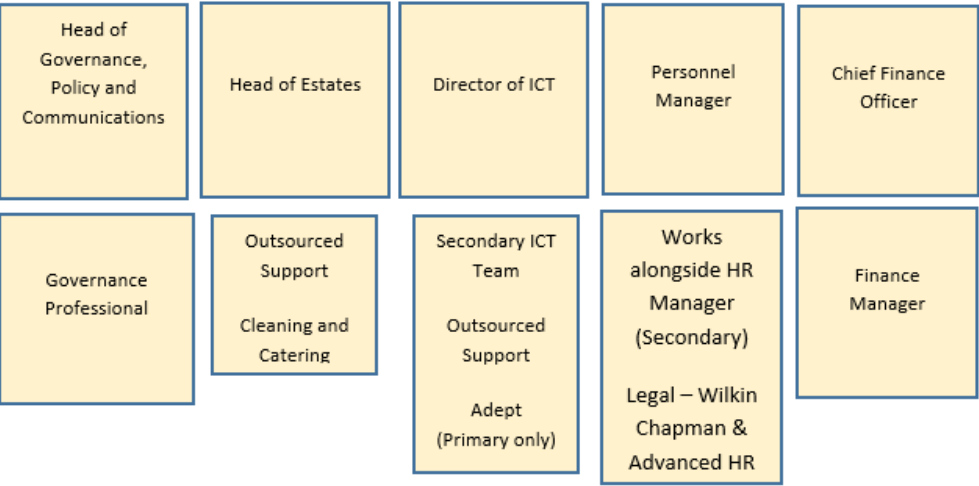 Head of
Governance,
Policy and
Communications
Head of Estates
Director of ICT
Personnel
Manager
Chief Finance
Officer
Governance
Professional
Outsourced
Support
Cleaning and
Catering
Secondary ICT
Team
Outsourced
Support
Adept
(Primary only)
Works
alongside HR
Manager
(Secondary)
Legal – Wilkin
Chapman &
Advanced HR
Finance
Manager